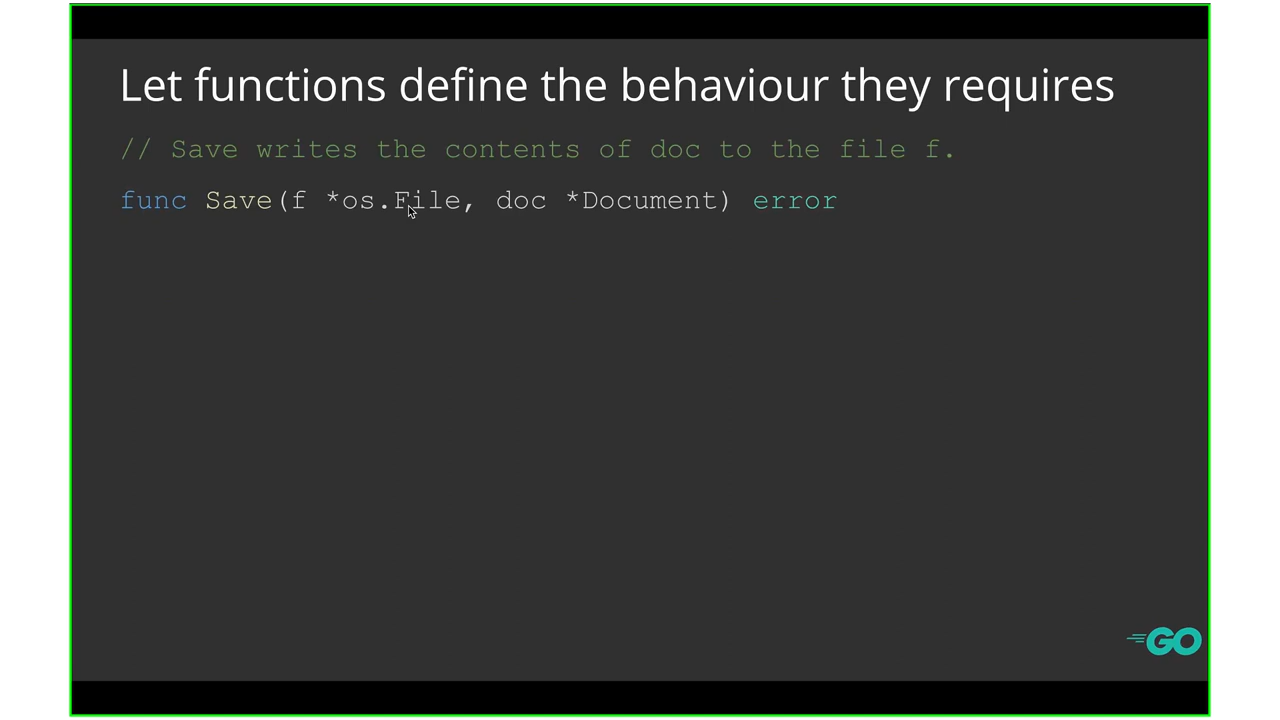 Let functions define the behaviour they requires
// Save writes the contents of doc to the file f.
func Save(f *os.File, doc *Document) error
GO